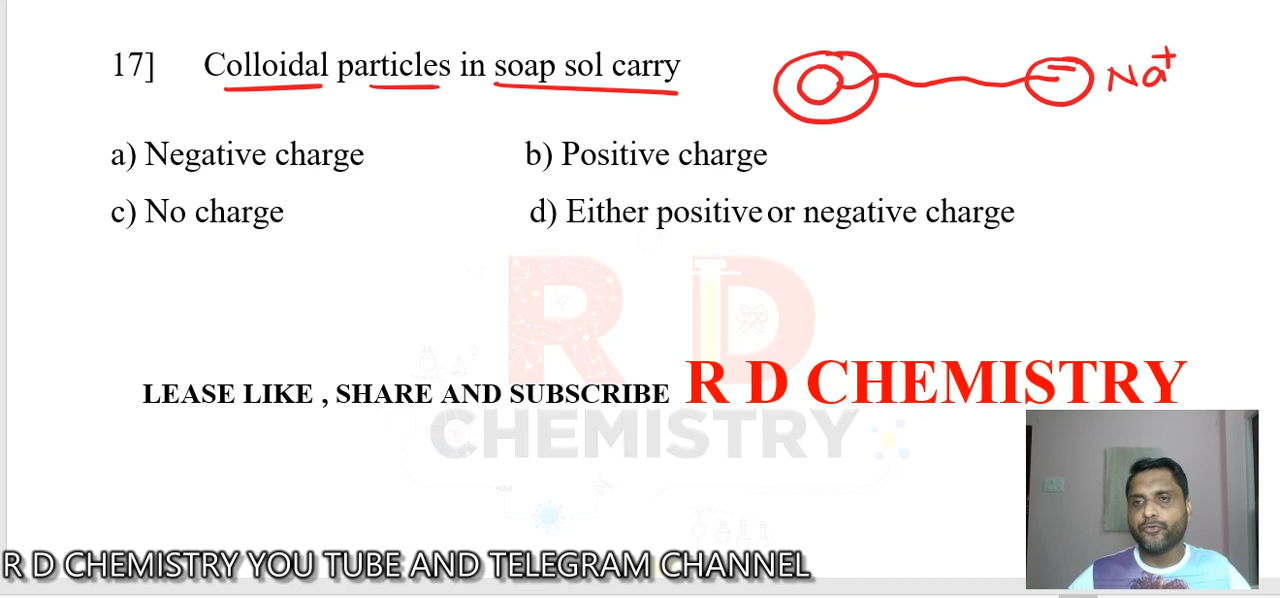 17] Colloidal particles in soap sol carry
Na+
a) Negative charge b) Positive charge
c) No charge d) Either positive or negative charge
R D
LEASE LIKE , SHARE AND SUBSCRIBE R D CHEMISTRY
CHEMISTRY
H2O
R D CHEMISTRY YOU TUBE AND TELEGRAM CHANNEL